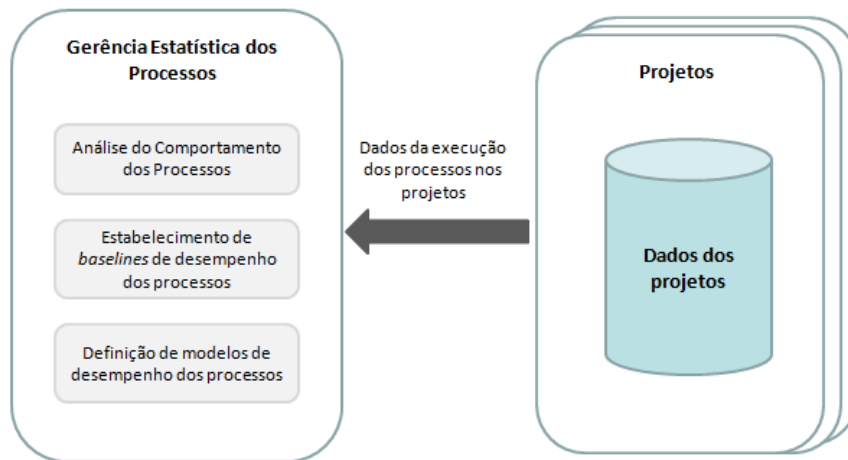 Gerência Estatística dos
Processos
Análise do Comportamento
dos Processos
Estabelecimento de
baselines de desempenho
dos processos
Definição de modelos de
desempenho dos processos
Dados da execução
dos processos nos
projetos
Projetos
Dados dos
projetos